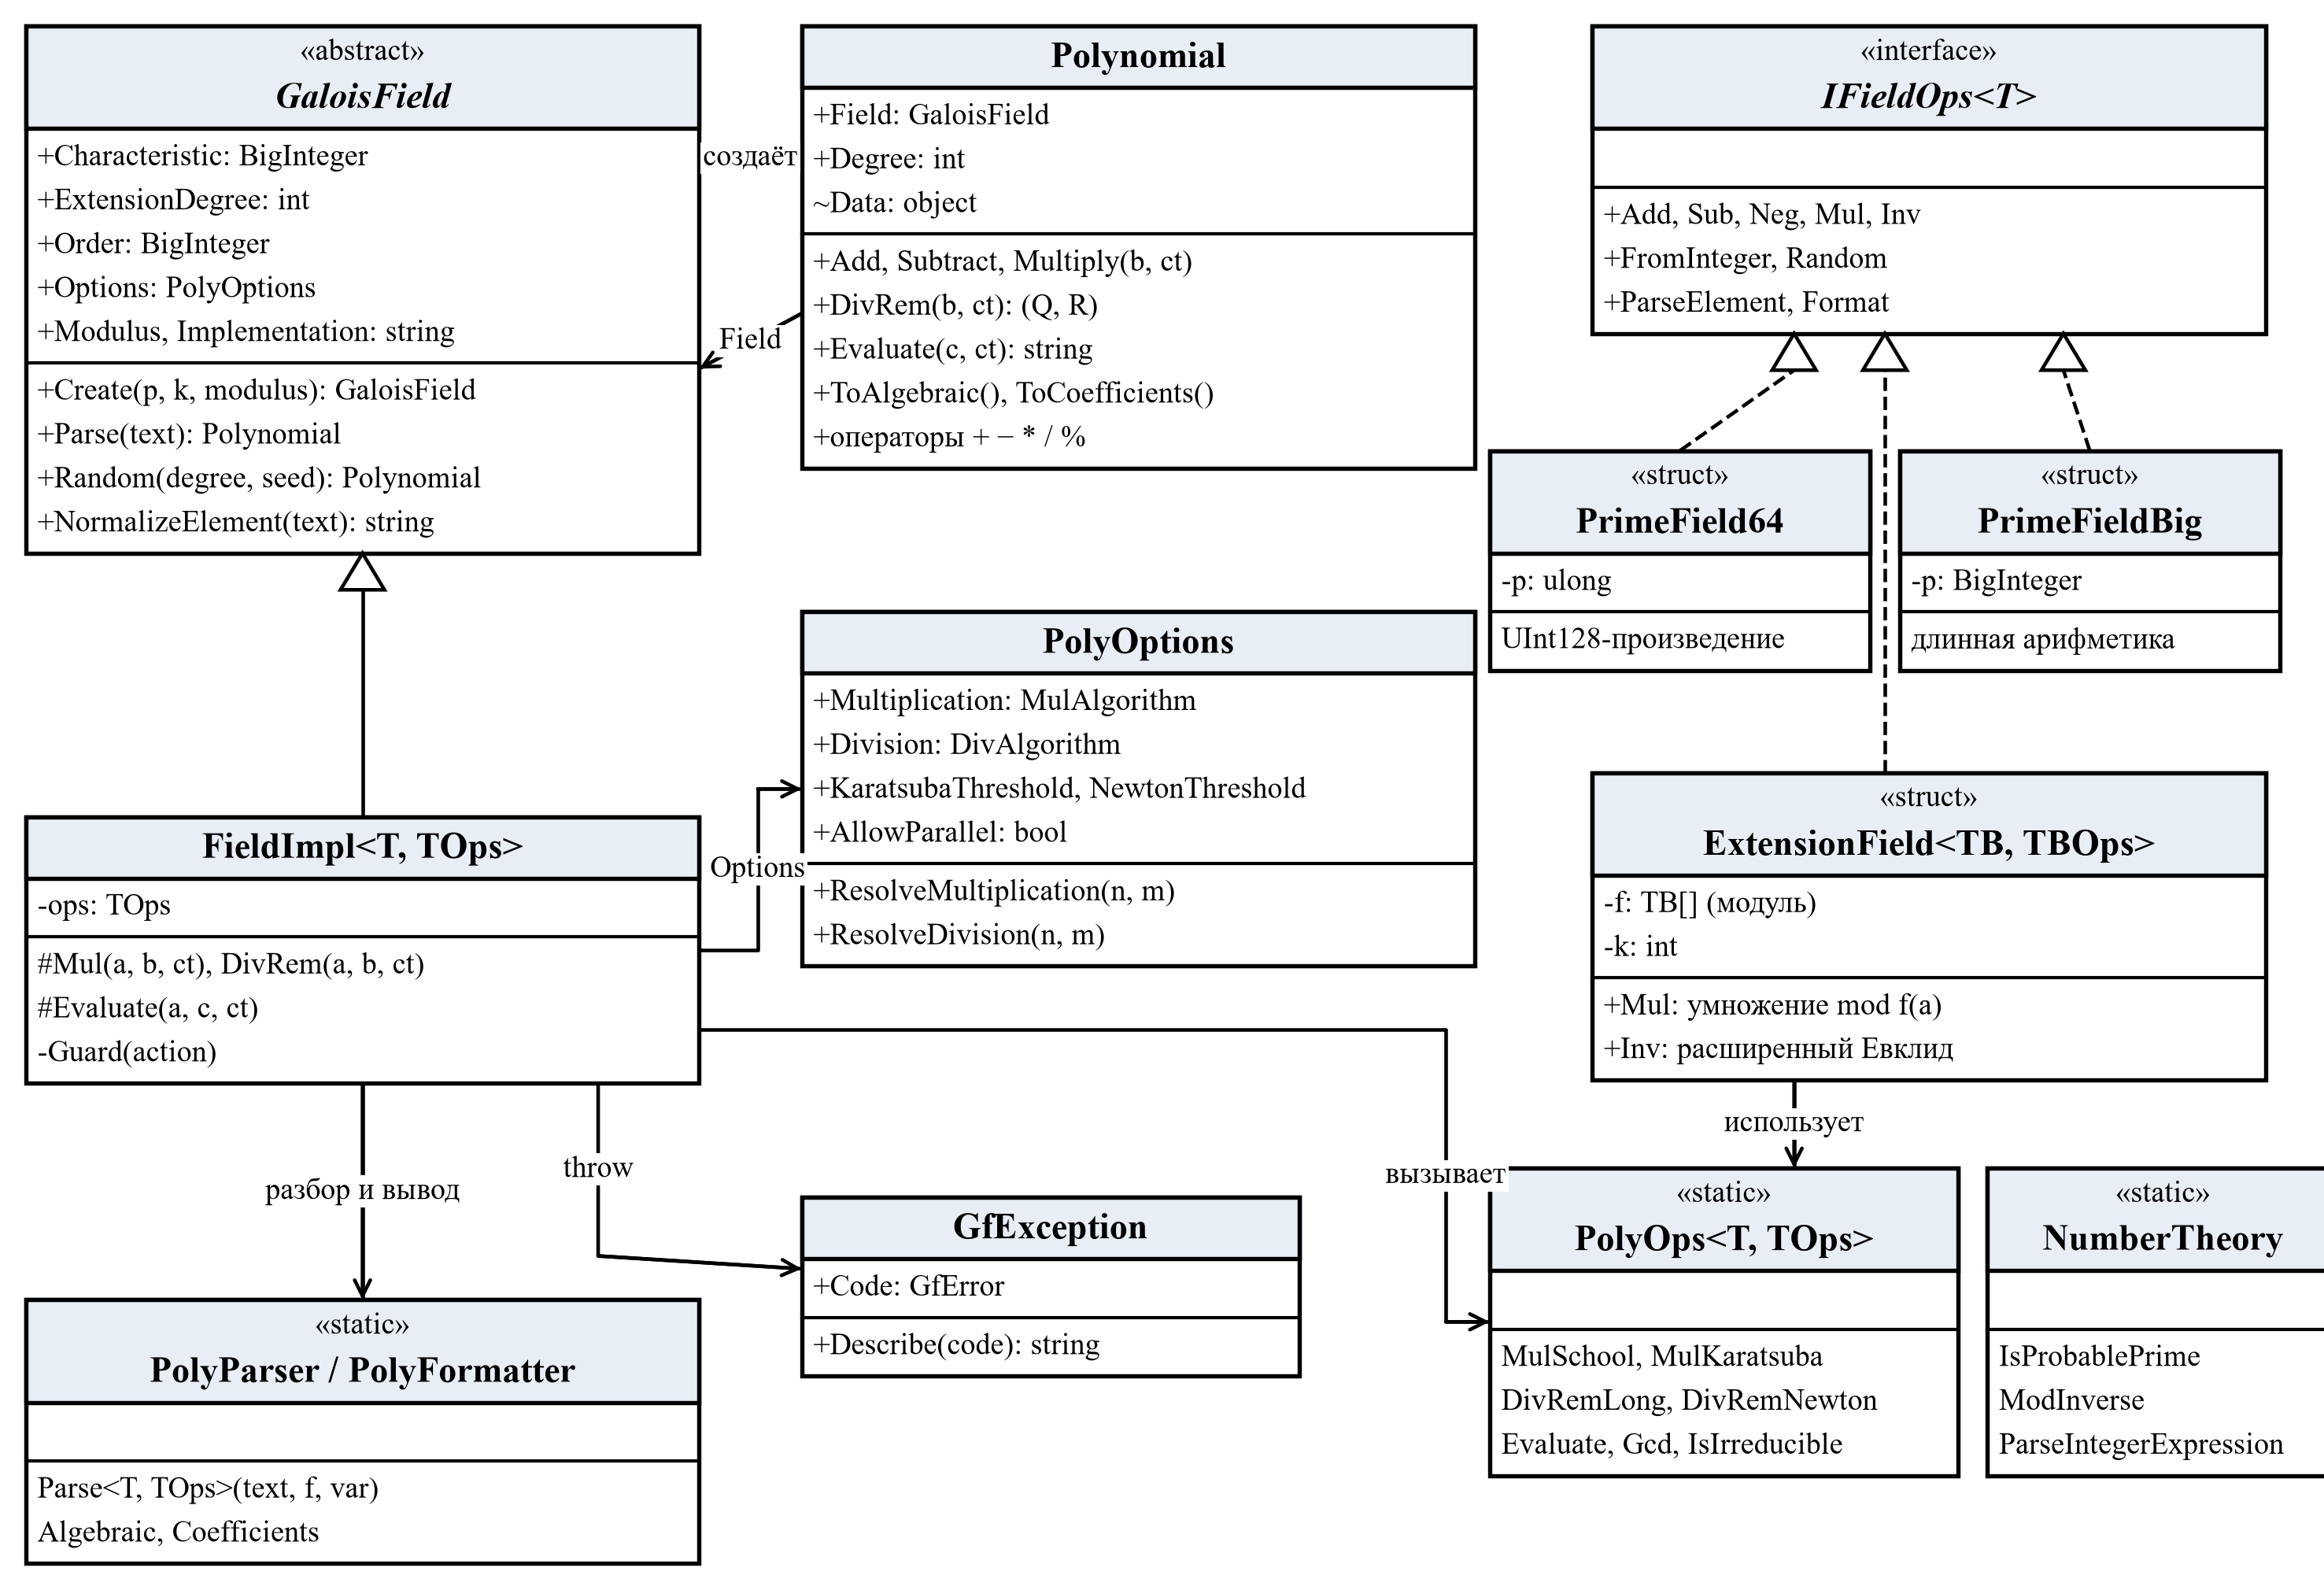 «abstract»
GaloisField
+Characteristic: BigInteger
+ExtensionDegree: int
+Order: BigInteger
+Options: PolyOptions
+Modulus, Implementation: string
+Create(p, k, modulus): GaloisField
+Parse(text): Polynomial
+Random(degree, seed): Polynomial
+NormalizeElement(text): string
создаёт
Field
Polynomial
+Field: GaloisField
+Degree: int
~Data: object
+Add, Subtract, Multiply(b, ct)
+DivRem(b, ct): (Q, R)
+Evaluate(c, ct): string
+ToAlgebraic(), ToCoefficients()
+операторы + − * / %
«interface»
IFieldOps<T>
+Add, Sub, Neg, Mul, Inv
+FromInteger, Random
+ParseElement, Format
«struct»
PrimeField64
-p: ulong
UInt128-произведение
«struct»
PrimeFieldBig
-p: BigInteger
длинная арифметика
PolyOptions
+Multiplication: MulAlgorithm
+Division: DivAlgorithm
+KaratsubaThreshold, NewtonThreshold
+AllowParallel: bool
+ResolveMultiplication(n, m)
+ResolveDivision(n, m)
Options
FieldImpl<T, TOps>
-ops: TOps
#Mul(a, b, ct), DivRem(a, b, ct)
#Evaluate(a, c, ct)
-Guard(action)
«struct»
ExtensionField<TB, TBOps>
-f: TB[] (модуль)
-k: int
+Mul: умножение mod f(a)
+Inv: расширенный Евклид
использует
вызывает
throw
разбор и вывод
GfException
+Code: GfError
+Describe(code): string
«static»
PolyOps<T, TOps>
MulSchool, MulKaratsuba
DivRemLong, DivRemNewton
Evaluate, Gcd, IsIrreducible
«static»
NumberTheory
IsProbablePrime
ModInverse
ParseIntegerExpression
«static»
PolyParser / PolyFormatter
Parse<T, TOps>(text, f, var)
Algebraic, Coefficients